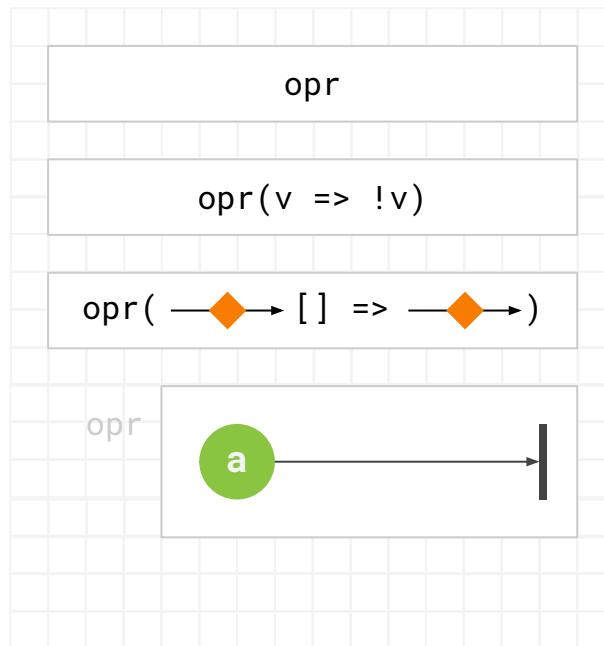 opr
opr(v => !v)
opr( [] => )
opr
a